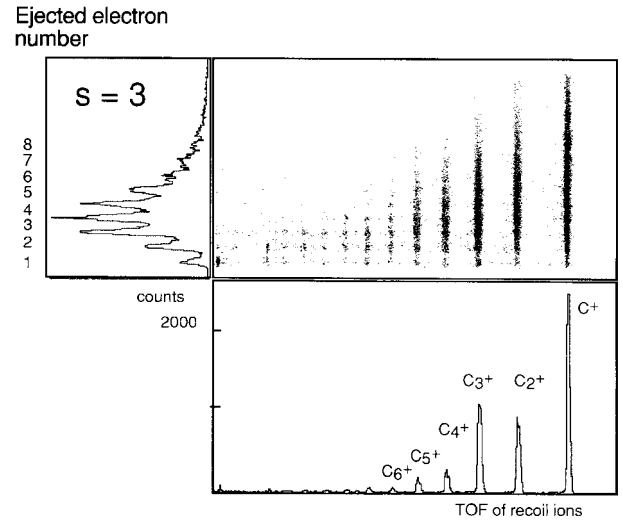 Ejected electron
number
s = 3
8
7
6
5
4
3
2
1
counts
2000
C+
C3+ C2+
C4+
C5+
C6+
TOF of recoil ions